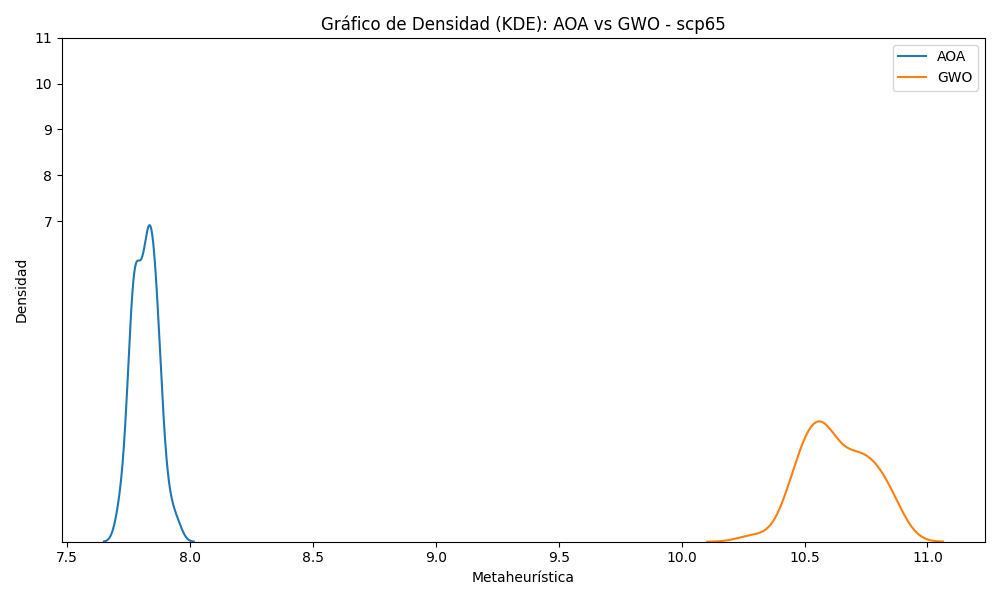 Gráfico de Densidad (KDE): AOA vs GWO - scp65
11
10
9
8
7
Densidad
AOA
GWO
7.5 8.0 8.5 9.0 9.5 10.0 10.5 11.0
Metaheurística